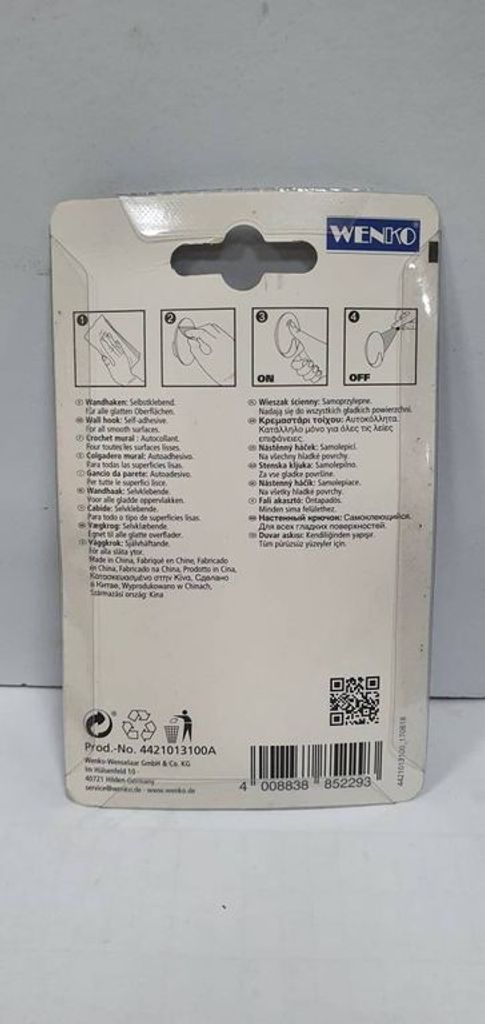 WENKO
1
2
3
4
ON
OFF
Wandhaken: Selbstklebend.
Für alle glatten Oberflächen.
Wall hook: Self-adhesive.
For all smooth surfaces.
Crochet mural : Autocollant.
Pour toutes les surfaces lisses.
Colgadero mural: Autoadhesivo.
Para todas las superficies lisas.
Gancio da parete: Autoadesivo.
Per tutte le superfici lisce.
Wandhaak: Zelfklevend.
Voor alle gladde oppervlakken.
Cabide: Selvklebende.
Para todo o tipo de superfícies lisas.
Vægkrog: Selvklæbende.
Egnet til alle glatte overflader.
Väggkrok: Självhäftande.
För alla släta ytor.
Made in China, Fabriqué en Chine, Fabricado
en China, Fabricado na China, Prodotto in Cina,
Κατασκευασμένο στην Κίνα, Сделано
в Китае, Wyprodukowano w Chinach,
Származási ország: Kína
Wieszak ścienny: Samoprzylepne.
Nadają się do wszystkich gładkich powierzchni.
Κρεμαστάρι τοίχου: Αυτοκόλλητα.
Κατάλληλο μόνο για όλες τις λείες
επιφάνειες.
Nástěnný háček: Samolepicí.
Na všechny hladké povrchy.
Stenska kljuka: Samolepilno.
Za vse gladke površine.
Nástenný háčik: Samolepiace.
Na všetky hladké povrchy.
Fali akasztó: Öntapadós.
Minden sima felülethez.
Настенный крючок: Самоклеющийся.
Для всех гладких поверхностей.
Duvar askısı: Kendiliğinden yapışır.
Tüm pürüzsüz yüzeyler için.
Prod.-No. 4421013100A
Wenko-Wenselaar GmbH & Co. KG
Im Hülsenfeld 10 ·
40721 Hilden-Germany
service@wenko.de · www.wenko.de
4 008838 852293
4421013100_170818